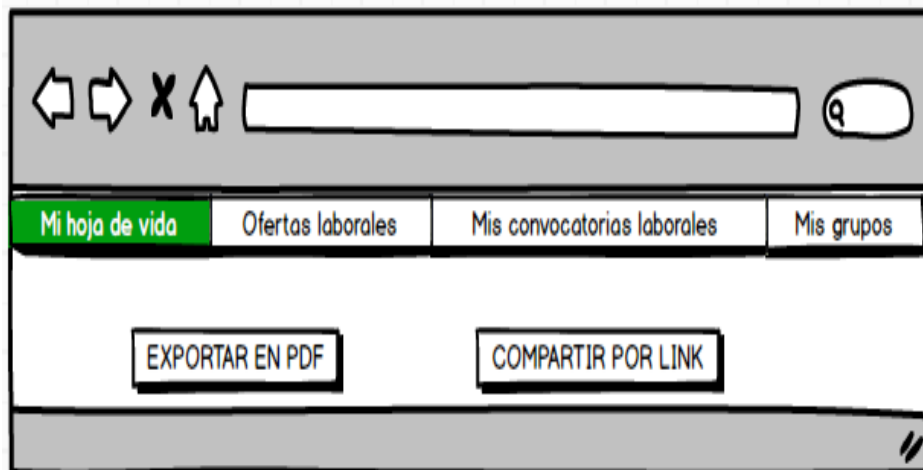 Mi hoja de vida Ofertas laborales Mis convocatorias laborales Mis grupos
EXPORTAR EN PDF COMPARTIR POR LINK